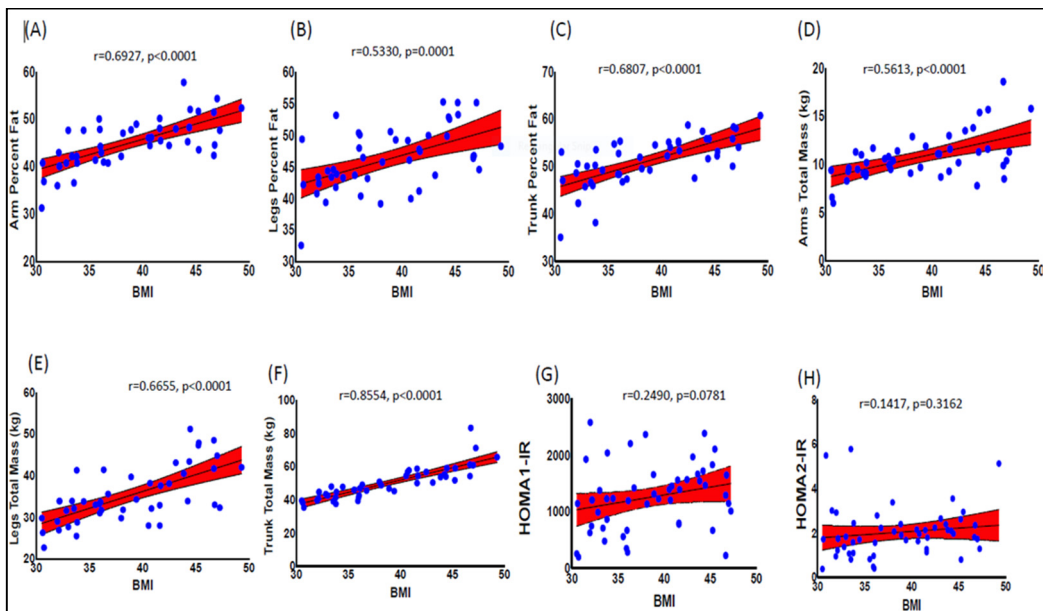 (A)
r=0.6927, p<0.0001
Arm Percent Fat
60
50
40
30
20
30 35 40 45 50
BMI
(B)
r=0.5330, p=0.0001
Legs Percent Fat
60
55
50
45
40
35
30
30 35 40 45 50
BMI
(C)
r=0.6807, p<0.0001
Trunk Percent Fat
70
60
50
40
30
30 35 40 45 50
BMI
(D)
r=0.5613, p<0.0001
Arms Total Mass (kg)
20
15
10
5
0
30 35 40 45 50
BMI
(E)
r=0.6655, p<0.0001
Legs Total Mass (kg)
60
50
40
30
20
30 35 40 45 50
BMI
(F)
r=0.8554, p<0.0001
Trunk Total Mass (kg)
100
80
60
40
20
0
30 35 40 45 50
BMI
(G)
r=0.2490, p=0.0781
HOMA1-IR
3000
2000
1000
0
30 35 40 45 50
BMI
(H)
r=0.1417, p=0.3162
HOMA2-IR
8
6
4
2
0
30 35 40 45 50
BMI